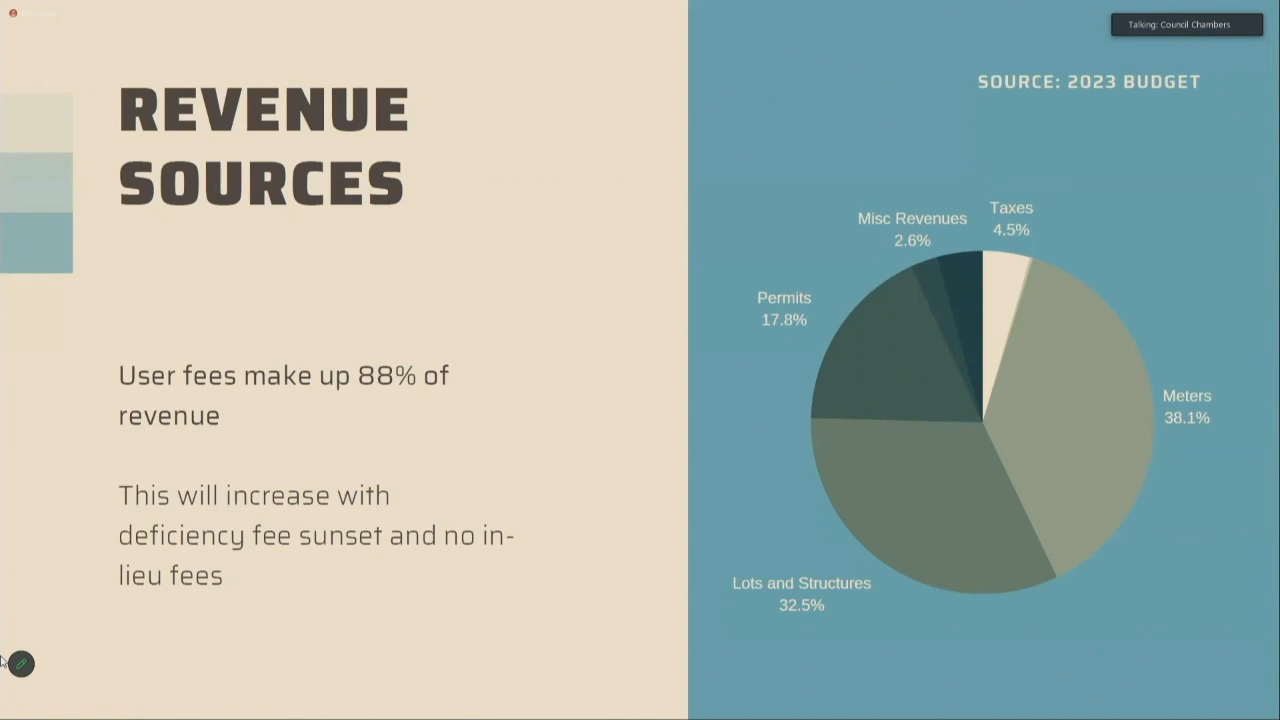 Talking: Council Chambers
REVENUE
SOURCES
User fees make up 88% of
revenue
This will increase with
deficiency fee sunset and no in-
lieu fees
SOURCE: 2023 BUDGET
Misc Revenues
2.6%
Taxes
4.5%
Permits
17.8%
Meters
38.1%
Lots and Structures
32.5%